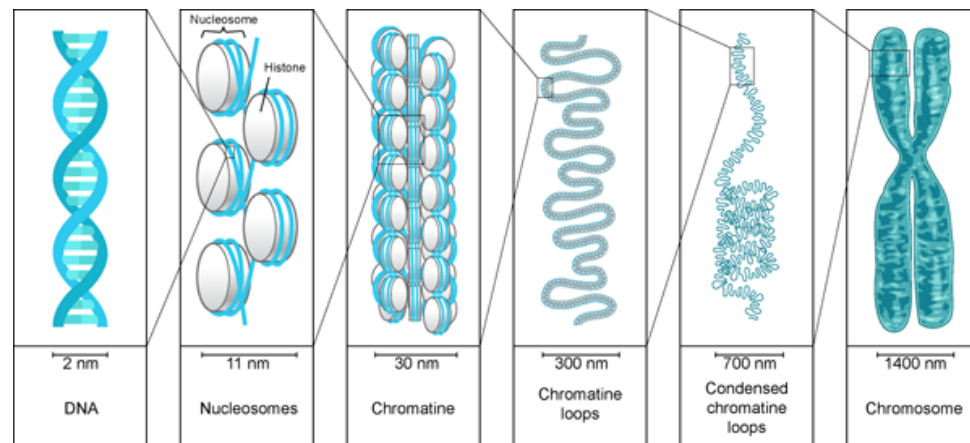 Nucleosome
Histone
2 nm
11 nm
30 nm
300 nm
700 nm
1400 nm
DNA
Nucleosomes
Chromatine
Chromatine
loops
Condensed
chromatine
loops
Chromosome